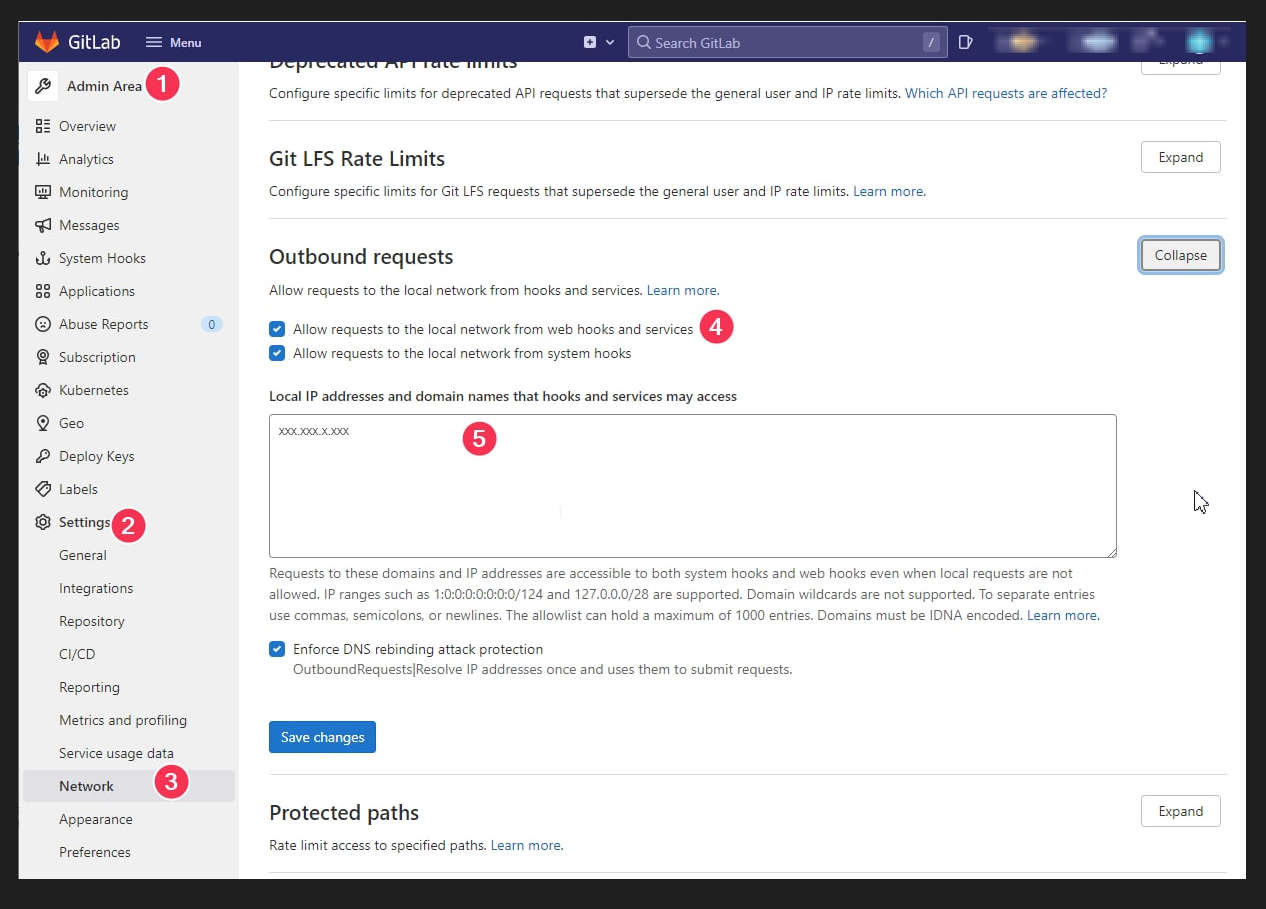 GitLab
Menu
Search GitLab
/
Admin Area 1
Overview
Analytics
Monitoring
Messages
System Hooks
Applications
Abuse Reports 0
Subscription
Kubernetes
Geo
Deploy Keys
Labels
Settings 2
General
Integrations
Repository
CI/CD
Reporting
Metrics and profiling
Service usage data
Network 3
Appearance
Preferences
Deprecated API rate limits
Expand
Configure specific limits for deprecated API requests that supersede the general user and IP rate limits. Which API requests are affected?
Git LFS Rate Limits
Expand
Configure specific limits for Git LFS requests that supersede the general user and IP rate limits. Learn more.
Outbound requests
Collapse
Allow requests to the local network from hooks and services. Learn more.
Allow requests to the local network from web hooks and services 4
Allow requests to the local network from system hooks
Local IP addresses and domain names that hooks and services may access
xxx.xxx.x.xxx
5
Requests to these domains and IP addresses are accessible to both system hooks and web hooks even when local requests are not
allowed. IP ranges such as 1:0:0:0:0:0:0:0/124 and 127.0.0.0/28 are supported. Domain wildcards are not supported. To separate entries
use commas, semicolons, or newlines. The allowlist can hold a maximum of 1000 entries. Domains must be IDNA encoded. Learn more.
Enforce DNS rebinding attack protection
OutboundRequests|Resolve IP addresses once and uses them to submit requests.
Save changes
Protected paths
Expand
Rate limit access to specified paths. Learn more.